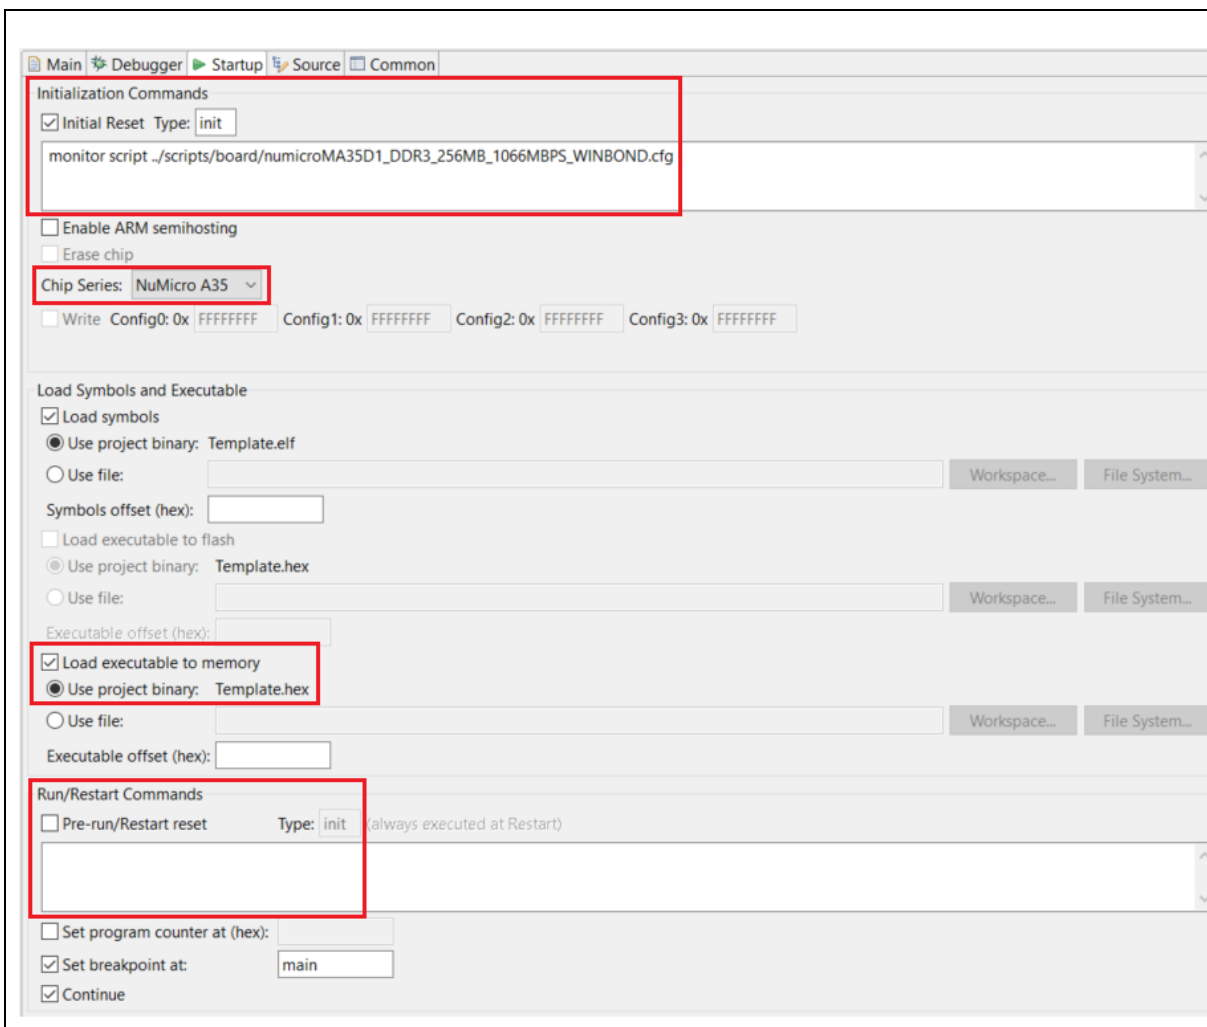 Main Debugger Startup Source Common
Initialization Commands
Initial Reset Type: init
monitor script ../scripts/board/numicroMA35D1_DDR3_256MB_1066MBPS_WINBOND.cfg
Enable ARM semihosting
Erase chip
Chip Series: NuMicro A35
Write Config0: 0x FFFFFFFF Config1: 0x FFFFFFFF Config2: 0x FFFFFFFF Config3: 0x FFFFFFFF
Load Symbols and Executable
Load symbols
Use project binary: Template.elf
Use file: Workspace... File System...
Symbols offset (hex):
Load executable to flash
Use project binary: Template.hex
Use file: Workspace... File System...
Executable offset (hex):
Load executable to memory
Use project binary: Template.hex
Use file: Workspace... File System...
Executable offset (hex):
Run/Restart Commands
Pre-run/Restart reset Type: init (always executed at Restart)
Set program counter at (hex):
Set breakpoint at: main
Continue